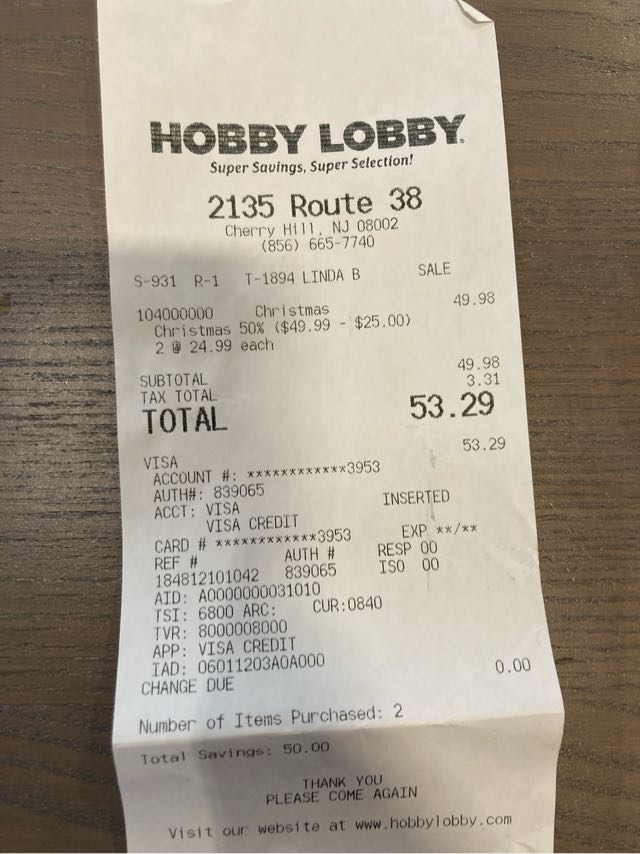 HOBBY LOBBY.
Super Savings, Super Selection!
2135 Route 38
Cherry Hill, NJ 08002
(856) 665-7740
S-931 R-1 T-1894 LINDA B SALE
104000000 Christmas 49.98
Christmas 50% ($49.99 - $25.00)
2 @ 24.99 each
SUBTOTAL 49.98
TAX TOTAL 3.31
TOTAL 53.29
VISA 53.29
ACCOUNT #: ************3953
AUTH#: 839065
ACCT: VISA INSERTED
VISA CREDIT
CARD # ************3953 EXP **/**
REF # AUTH # RESP 00
184812101042 839065 ISO 00
AID: A0000000031010
TSI: 6800 ARC: CUR:0840
TVR: 8000008000
APP: VISA CREDIT
IAD: 06011203A0A000
CHANGE DUE 0.00
Number of Items Purchased: 2
Total Savings: 50.00
THANK YOU
PLEASE COME AGAIN
Visit our website at www.hobbylobby.com